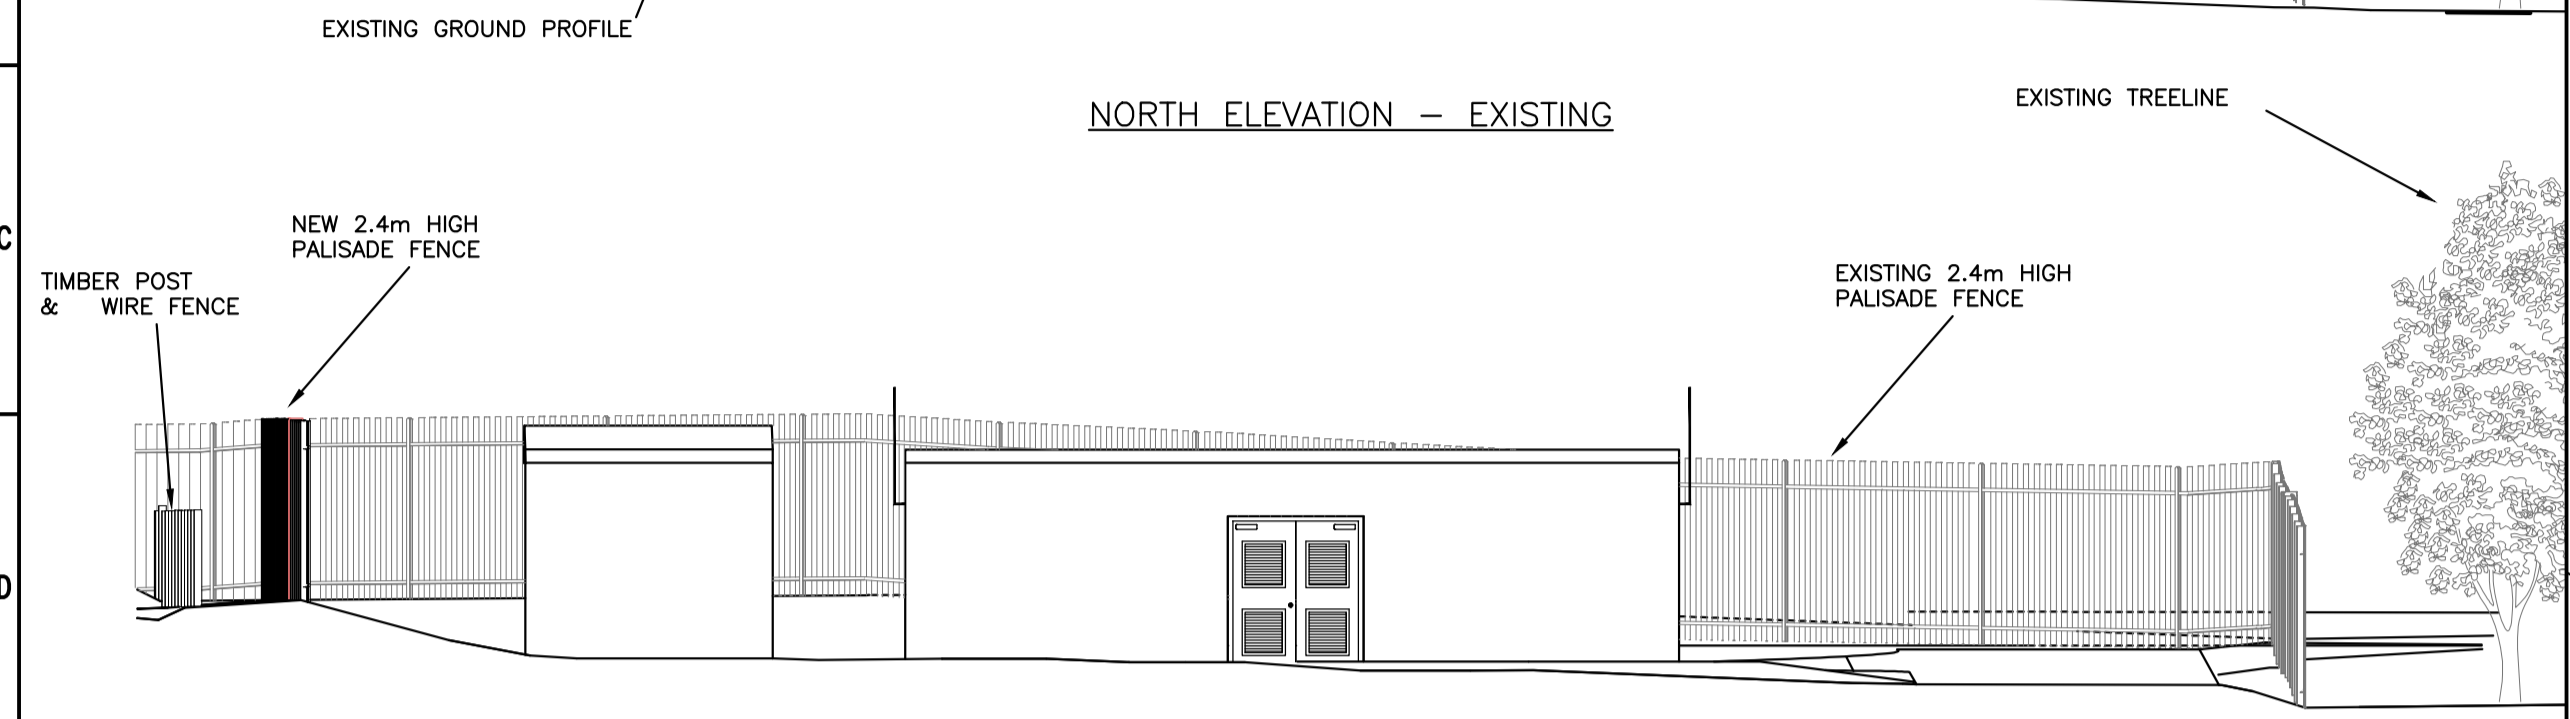 EXISTING GROUND PROFILE
NORTH ELEVATION – EXISTING
EXISTING TREELINE
NEW 2.4m HIGH
PALISADE FENCE
TIMBER POST
& WIRE FENCE
EXISTING 2.4m HIGH
PALISADE FENCE
C
D